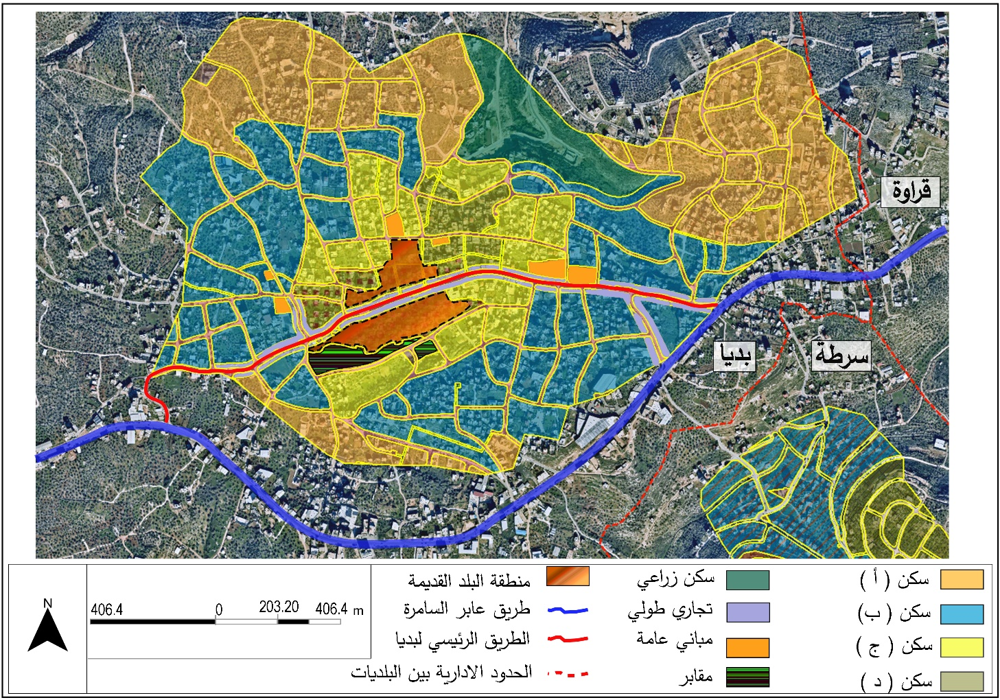 قراوة
بديا
سرطة
سكن ( أ )
سكن ( ب)
سكن ( ج )
سكن ( د )
سكن زراعي
تجاري طولي
مباني عامة
مقابر
منطقة البلد القديمة
طريق عابر السامرة
الطريق الرئيسي لبديا
الحدود الادارية بين البلديات
406.4 0 203.20 406.4 m
N